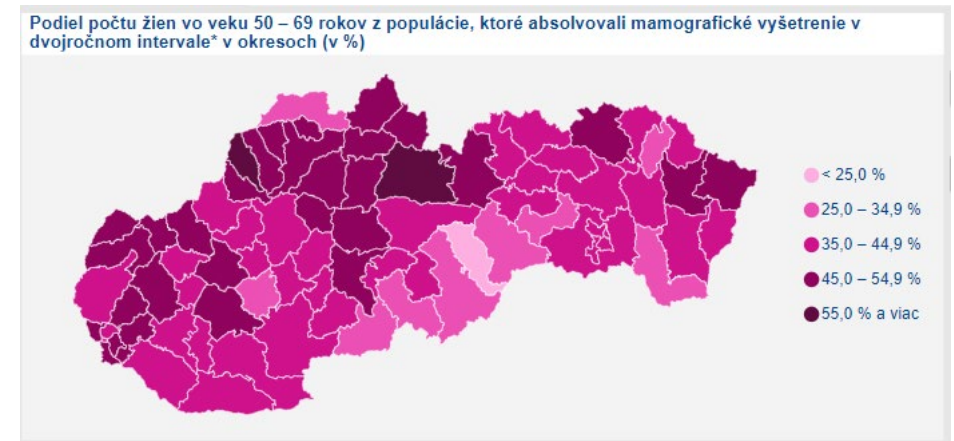 Podiel počtu žien vo veku 50 – 69 rokov z populácie, ktoré absolvovali mamografické vyšetrenie v
dvojročnom intervale* v okresoch (v %)
< 25,0 %
25,0 – 34,9 %
35,0 – 44,9 %
45,0 – 54,9 %
55,0 % a viac